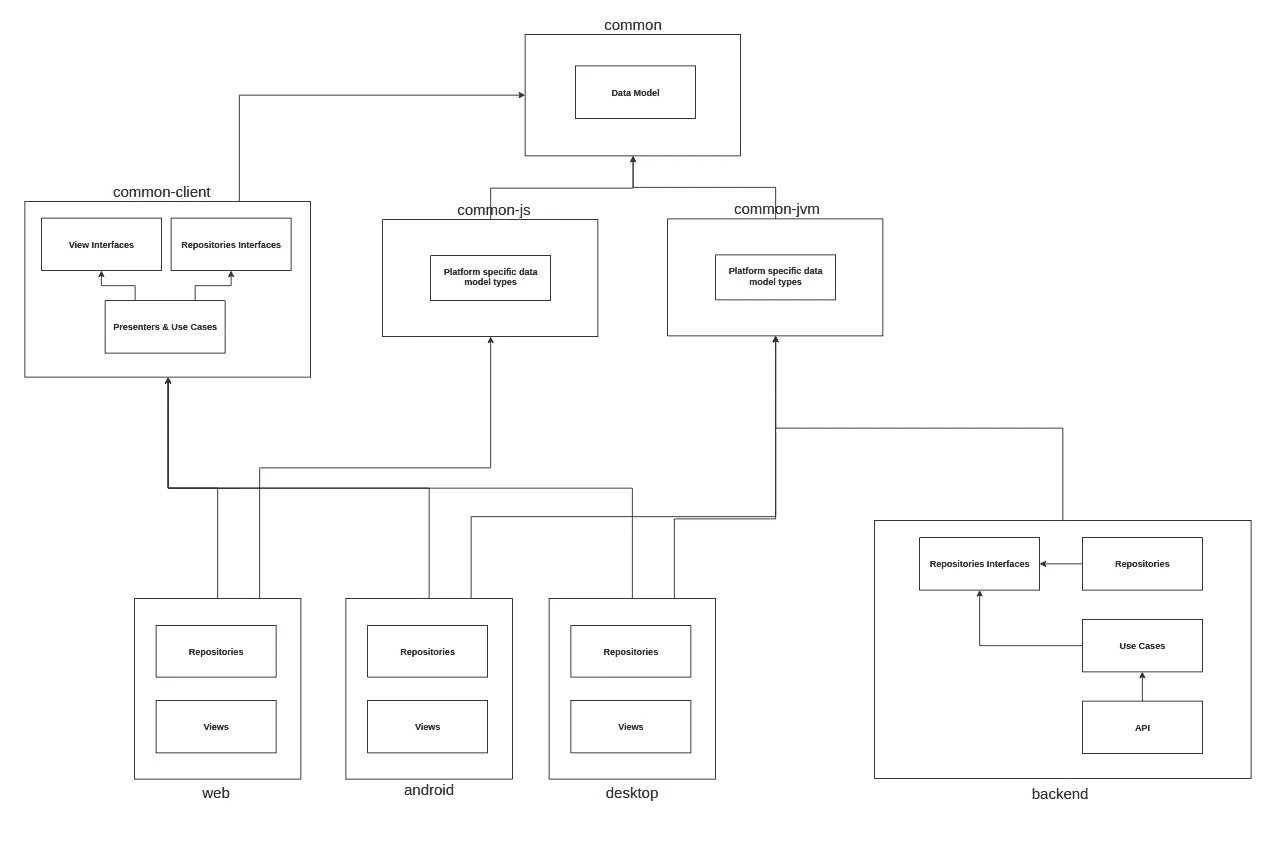 common
Data Model
common-client
View Interfaces
Repositories Interfaces
Presenters & Use Cases
common-js
Platform specific data
model types
common-jvm
Platform specific data
model types
Repositories
Views
web
Repositories
Views
android
Repositories
Views
desktop
Repositories Interfaces
Repositories
Use Cases
API
backend